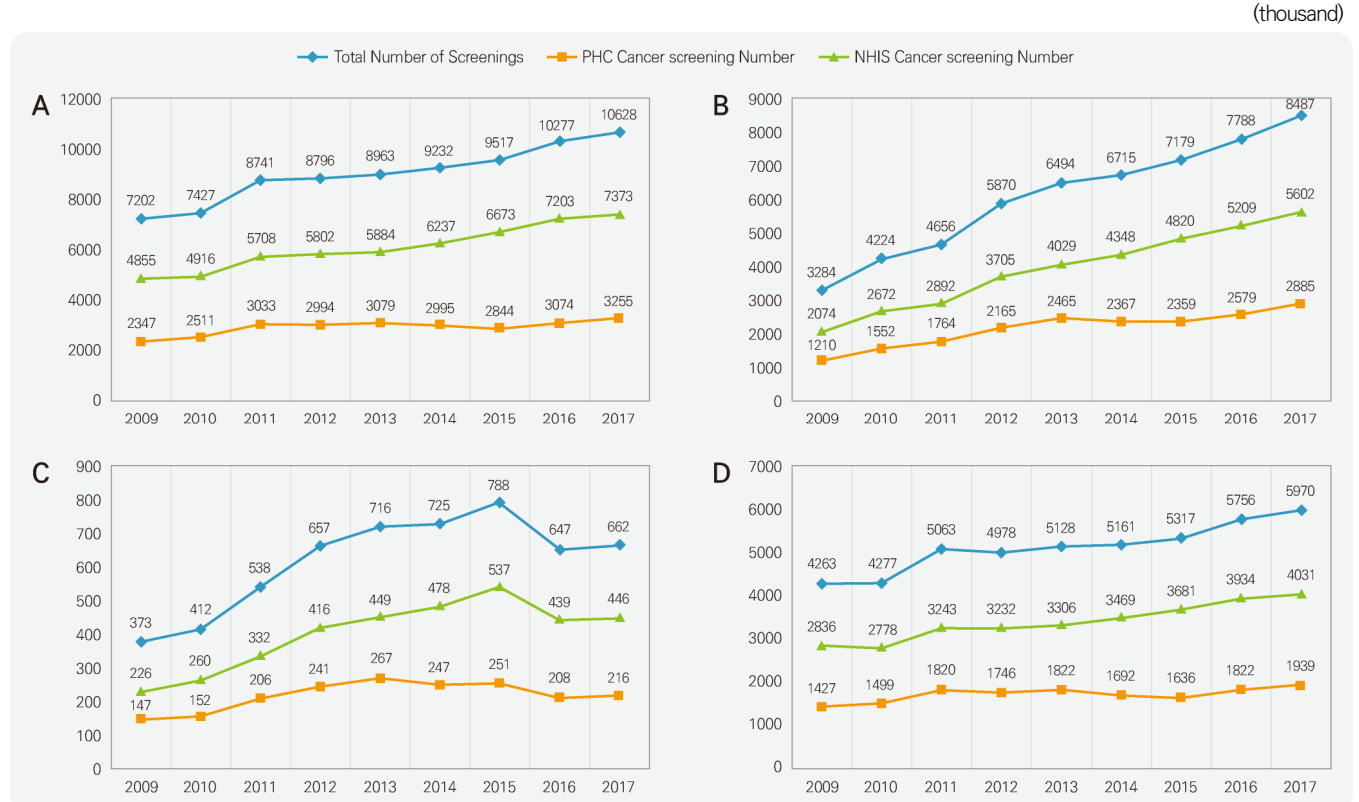 (thousand)
Total Number of Screenings PHC Cancer screening Number NHIS Cancer screening Number
A
12000
10000
8000
6000
4000
2000
0
7202 7427 8741 8796 8963 9232 9517 10277 10628
4855 4916 5708 5802 5884 6237 6673 7203 7373
2347 2511 3033 2994 3079 2995 2844 3074 3255
2009 2010 2011 2012 2013 2014 2015 2016 2017
B
9000
8000
7000
6000
5000
4000
3000
2000
1000
0
3284 4224 4656 5870 6494 6715 7179 7788 8487
2074 2672 2892 3705 4029 4348 4820 5209 5602
1210 1552 1764 2165 2465 2367 2359 2579 2885
2009 2010 2011 2012 2013 2014 2015 2016 2017
C
900
800
700
600
500
400
300
200
100
0
373 412 538 657 716 725 788 647 662
226 260 332 416 449 478 537 439 446
147 152 206 241 267 247 251 208 216
2009 2010 2011 2012 2013 2014 2015 2016 2017
D
7000
6000
5000
4000
3000
2000
1000
0
4263 4277 5063 4978 5128 5161 5317 5756 5970
2836 2778 3243 3232 3306 3469 3681 3934 4031
1427 1499 1820 1746 1822 1692 1636 1822 1939
2009 2010 2011 2012 2013 2014 2015 2016 2017